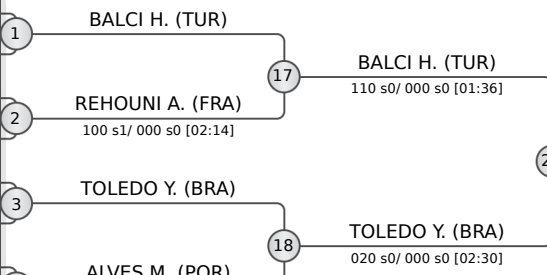 BALCI H. (TUR)
1
17
BALCI H. (TUR)
110 s0/ 000 s0 [01:36]
REHOUNI A. (FRA)
2
100 s1/ 000 s0 [02:14]
TOLEDO Y. (BRA)
3
18
TOLEDO Y. (BRA)
020 s0/ 000 s0 [02:30]
ALVES M. (POR)